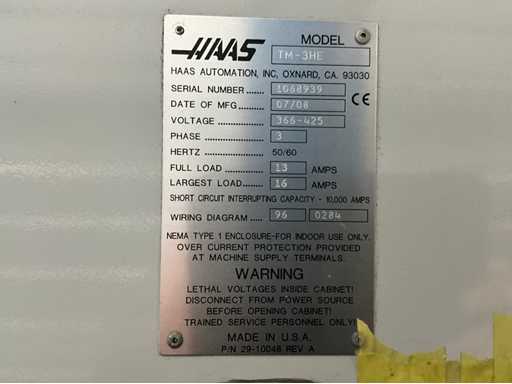 HAAS MODEL TM-3HE
HAAS AUTOMATION, INC, OXNARD, CA. 93030
SERIAL NUMBER ....... 1068939
DATE OF MFG ........... 07/08 CE
VOLTAGE ................... 366-425
PHASE ........................ 3
HERTZ ........................ 50/60
FULL LOAD ................ 13 AMPS
LARGEST LOAD ........ 16 AMPS
SHORT CIRCUIT INTERRUPTING CAPACITY - 10,000 AMPS
WIRING DIAGRAM ....... 96 0284
NEMA TYPE 1 ENCLOSURE-FOR INDOOR USE ONLY.
OVER CURRENT PROTECTION PROVIDED
AT MACHINE SUPPLY TERMINALS.
WARNING
LETHAL VOLTAGES INSIDE CABINET!
DISCONNECT FROM POWER SOURCE
BEFORE OPENING CABINET!
TRAINED SERVICE PERSONNEL ONLY!
MADE IN U.S.A.
P/N 29-10048 REV A